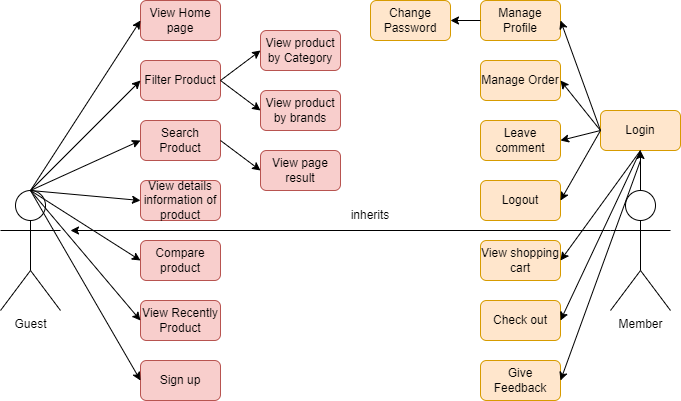 View Home
page
Filter Product
View product
by Category
View product
by brands
Search
Product
View page
result
View details
information of
product
Compare
product
View Recently
Product
Sign up
Guest
inherits
Change
Password
Manage
Profile
Manage Order
Leave
comment
Logout
Login
View shopping
cart
Check out
Give
Feedback
Member